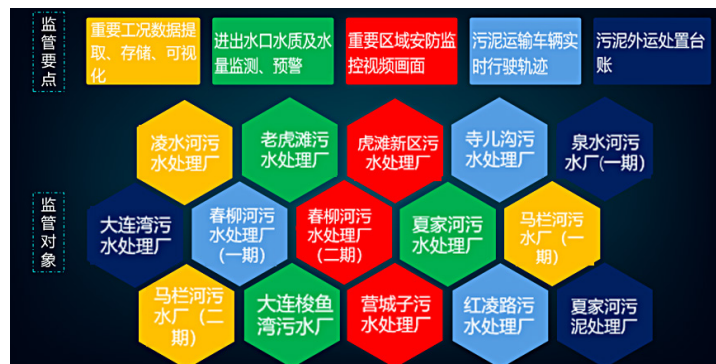 监管要点
重要工况数据提
取、存储、可视
化
进出水口水质及水
量监测、预警
重要区域安防监
控视频画面
污泥运输车辆实
时行驶轨迹
污泥外运处置台
账
监管对象
凌水河污
水处理厂
老虎滩污
水处理厂
虎滩新区污
水处理厂
寺儿沟污
水处理厂
泉水河污
水厂(一期)
大连湾污
水处理厂
春柳河污
水处理厂
(一期)
春柳河污
水处理厂
(二期)
夏家河污
水处理厂
马栏河污
水厂（一
期）
马栏河污
水厂（二
期）
大连梭鱼
湾污水厂
营城子污
水处理厂
红凌路污
水处理厂
夏家河污
泥处理厂